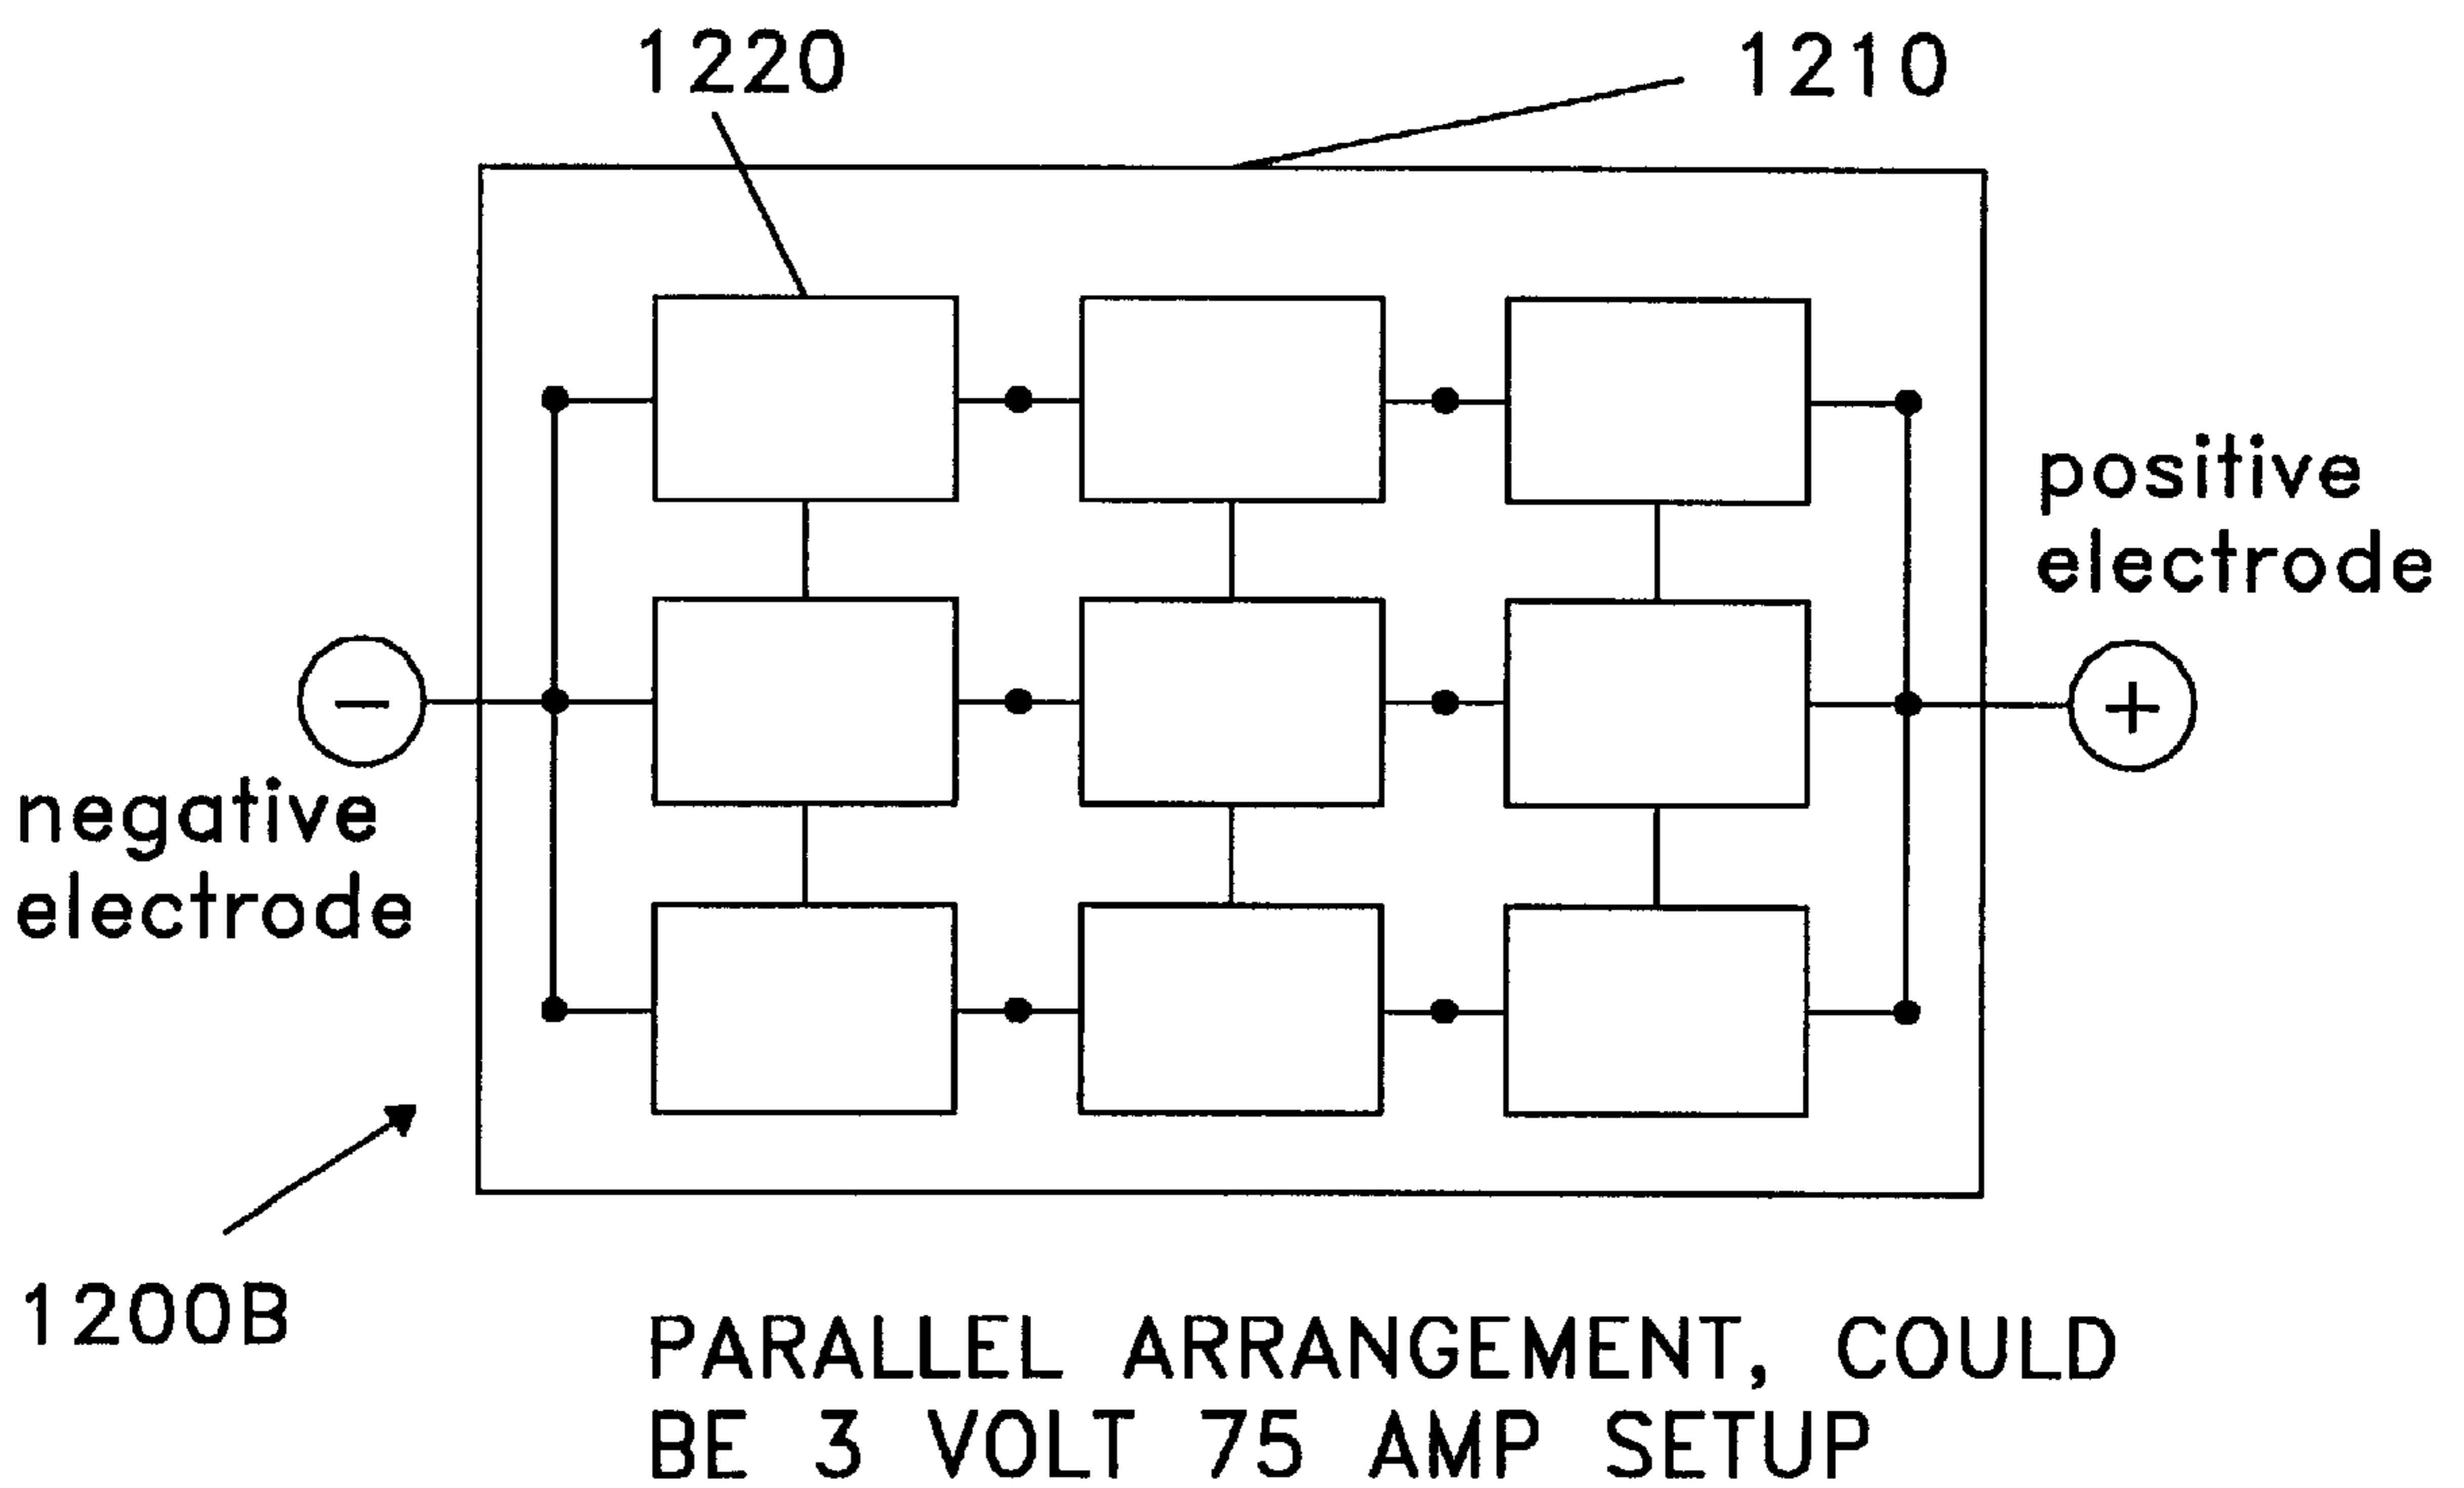 1220
1210
positive
electrode
−
+
negative
electrode
1200B
PARALLEL ARRANGEMENT, COULD
BE 3 VOLT 75 AMP SETUP